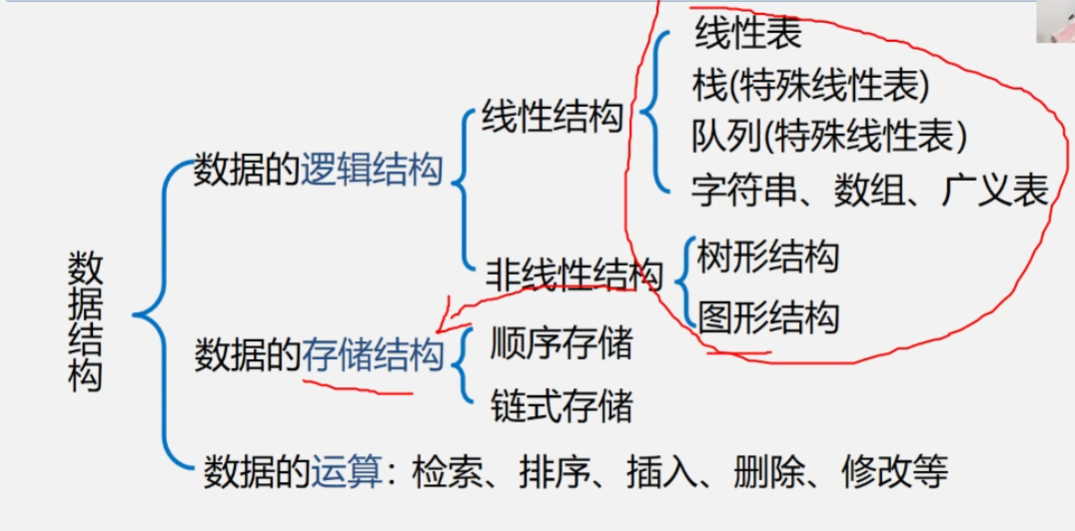 线性表
栈(特殊线性表)
队列(特殊线性表）
字符串、数组、广义表
线性结构
数据的逻辑结构
非线性结构
树形结构
图形结构
数据结构
数据的存储结构
顺序存储
链式存储
数据的运算：检索、排序、插入、删除、修改等